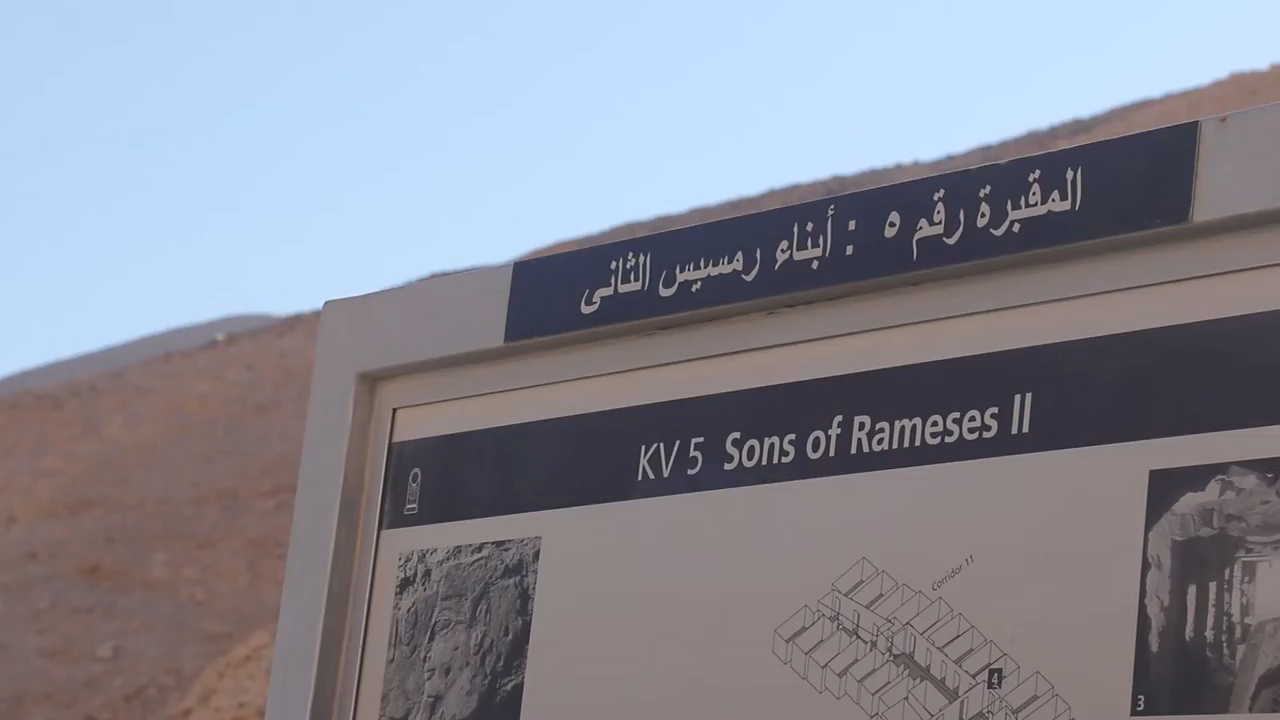 المقبرة رقم ٥ : أبناء رمسيس الثانى
KV 5 Sons of Rameses II
Corridor 11
4
3